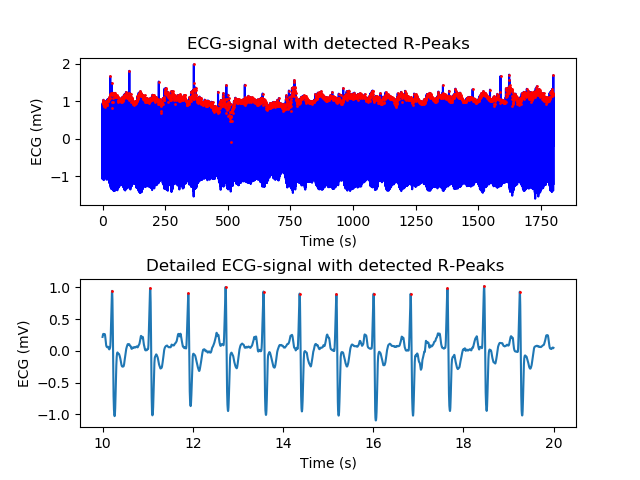 ECG-signal with detected R-Peaks
2
1
0
−1
ECG (mV)
0 250 500 750 1000 1250 1500 1750
Time (s)
Detailed ECG-signal with detected R-Peaks
1.0
0.5
0.0
−0.5
−1.0
ECG (mV)
10 12 14 16 18 20
Time (s)